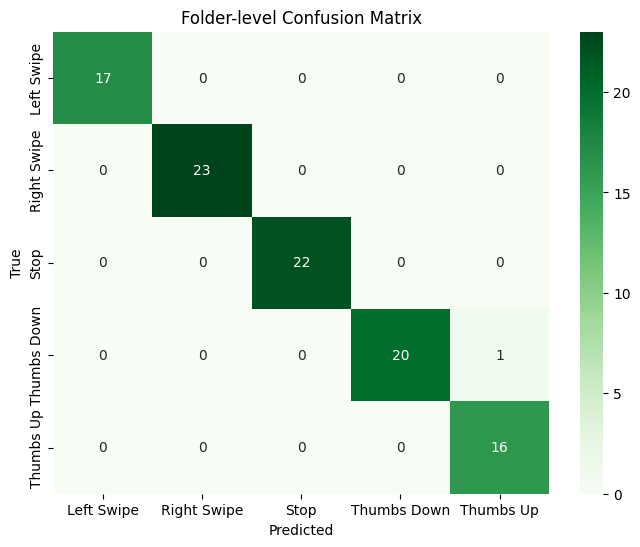 Folder-level Confusion Matrix
True
Left Swipe 17 0 0 0 0
Right Swipe 0 23 0 0 0
Stop 0 0 22 0 0
Thumbs Down 0 0 0 20 1
Thumbs Up 0 0 0 0 16
Left Swipe Right Swipe Stop Thumbs Down Thumbs Up
Predicted
20
15
10
5
0